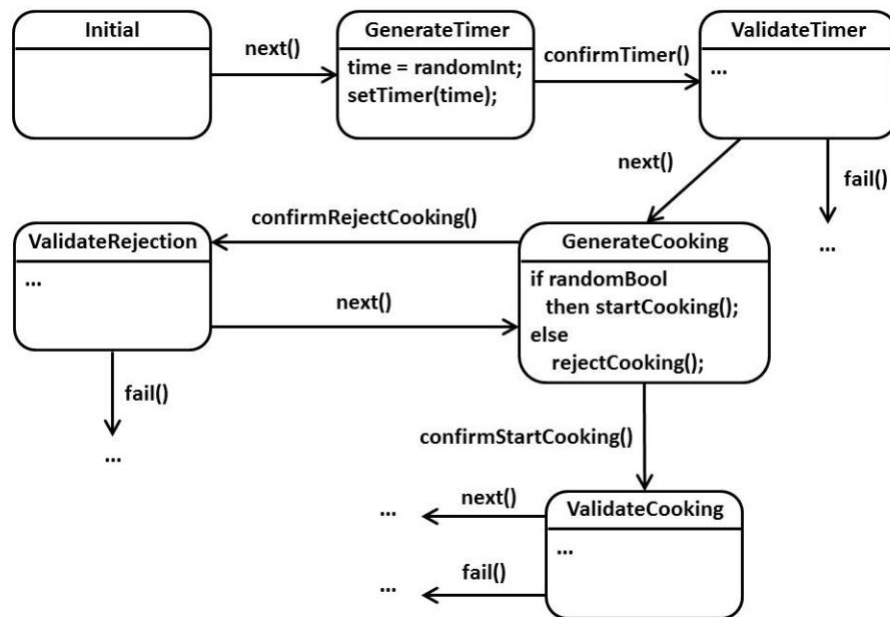 Initial
next()
GenerateTimer
time = randomInt;
setTimer(time);
confirmTimer()
ValidateTimer
...
next()
fail()
...
confirmRejectCooking()
ValidateRejection
...
next()
fail()
...
GenerateCooking
if randomBool
then startCooking();
else
rejectCooking();
confirmStartCooking()
ValidateCooking
...
next()
...
fail()
...